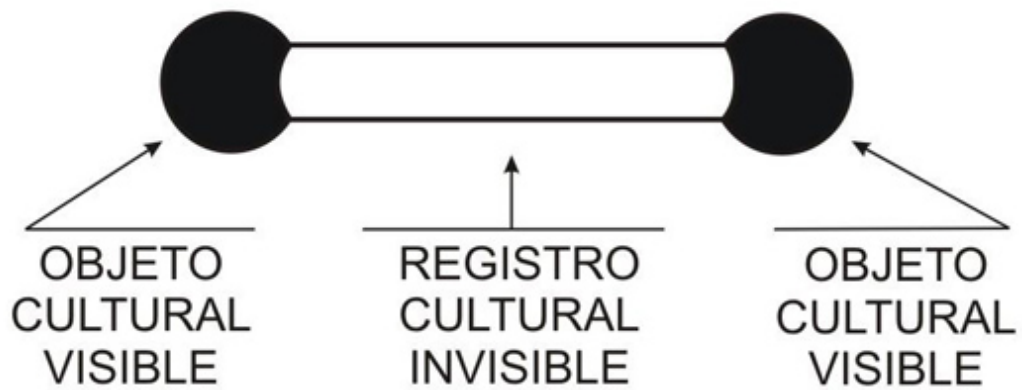 OBJETO
CULTURAL
VISIBLE
REGISTRO
CULTURAL
INVISIBLE
OBJETO
CULTURAL
VISIBLE